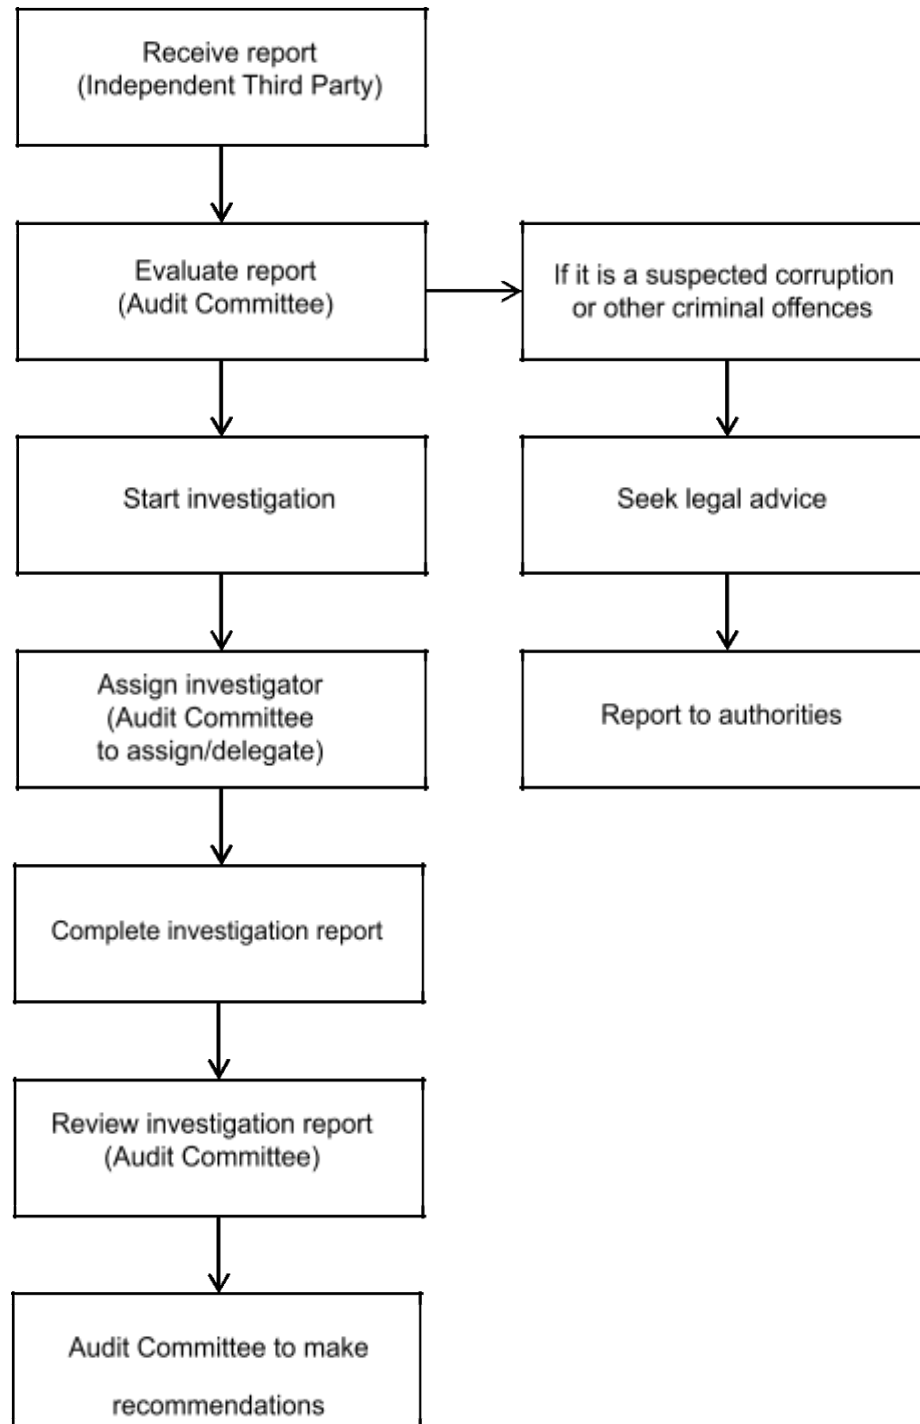 Receive report
(Independent Third Party)
Evaluate report
(Audit Committee)
If it is a suspected corruption
or other criminal offences
Start investigation
Seek legal advice
Assign investigator
(Audit Committee
to assign/delegate)
Report to authorities
Complete investigation report
Review investigation report
(Audit Committee)
Audit Committee to make
recommendations